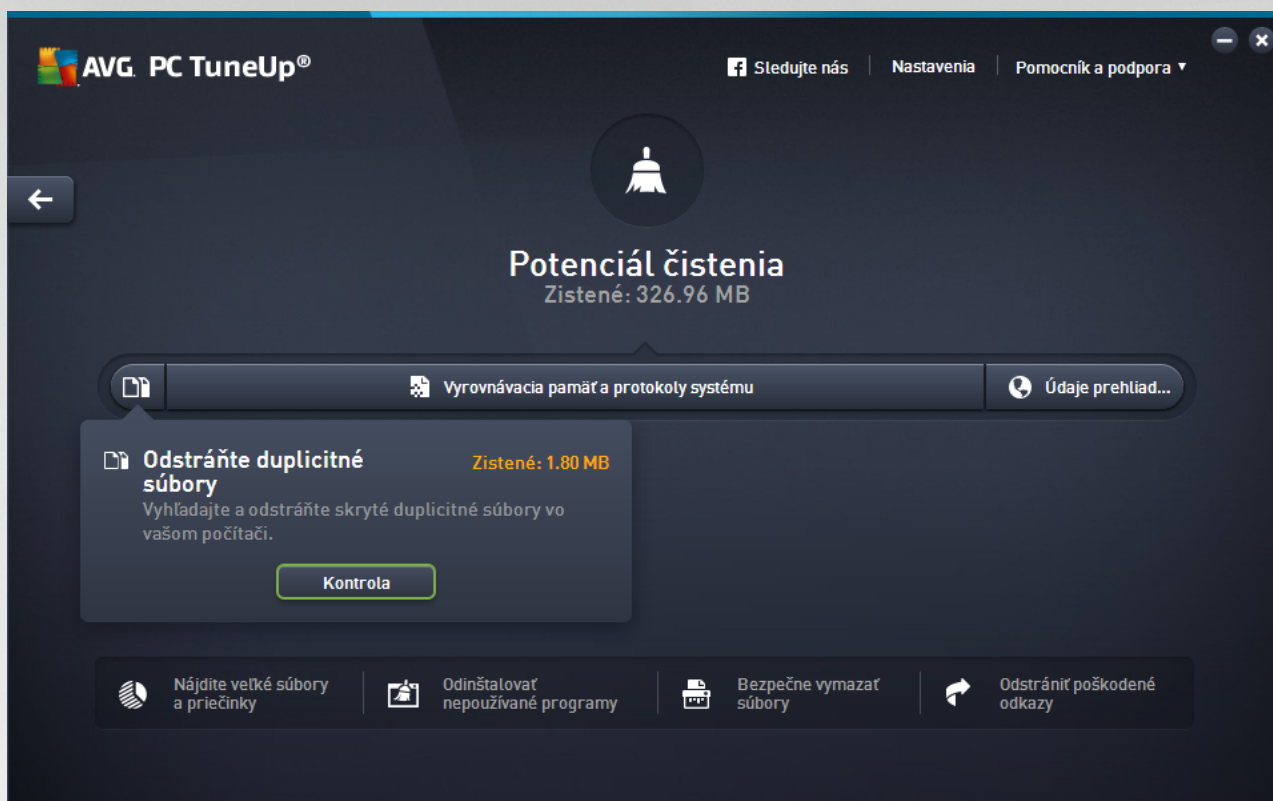 AVG. PC TuneUp®
Sledujte nás
Nastavenia
Pomocník a podpora
Potenciál čistenia
Zistené: 326.96 MB
Vyrovnávacia pamäť a protokoly systému
Údaje prehliad...
Odstráňte duplicitné
súbory
Zistené: 1.80 MB
Vyhľadajte a odstráňte skryté duplicitné súbory vo
vašom počítači.
Kontrola
Nájdite veľké súbory
a priečinky
Odinštalovať
nepoužívané programy
Bezpečne vymazať
súbory
Odstrániť poškodené
odkazy